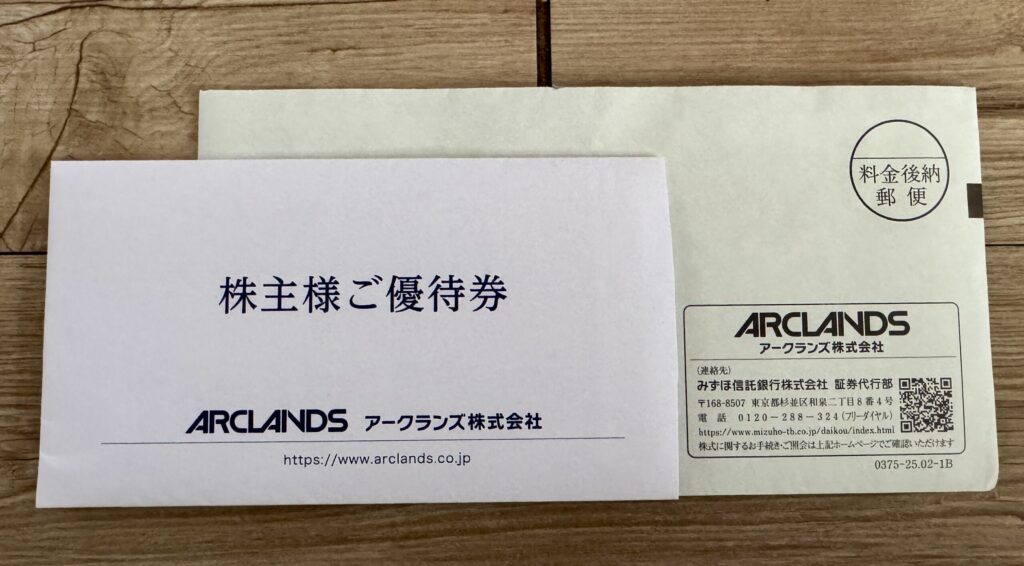 株主様ご優待券
ARCLANDS アークランズ株式会社
https://www.arclands.co.jp
料金後納
郵便
ARCLANDS
アークランズ株式会社
(連絡先)
みずほ信託銀行株式会社 証券代行部
〒168-8507 東京都杉並区和泉二丁目8番4号
電話 0120-288-324(フリーダイヤル)
https://www.mizuho-tb.co.jp/daikou/index.html
株式に関するお手続き・ご照会は上記ホームページでご確認いただけます
0375-25.02-1B